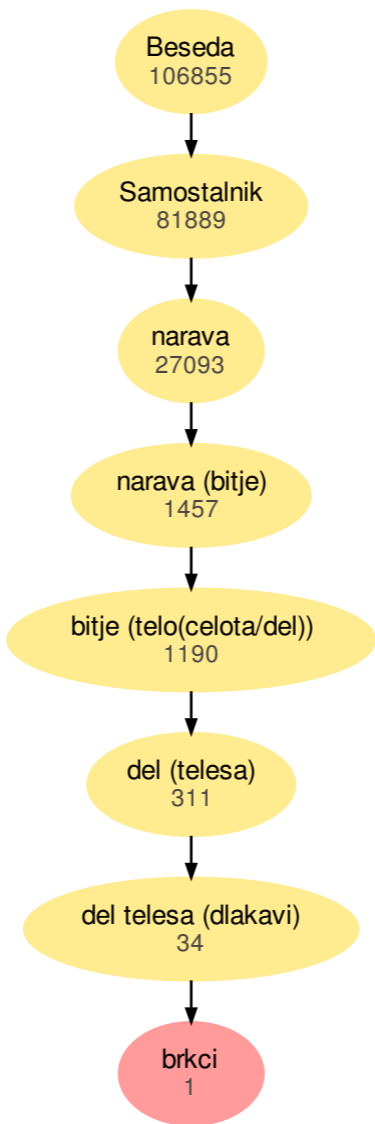 Beseda
106855
Samostalnik
81889
narava
27093
narava (bitje)
1457
bitje (telo(celota/del))
1190
del (telesa)
311
del telesa (dlakavi)
34
brkci
1